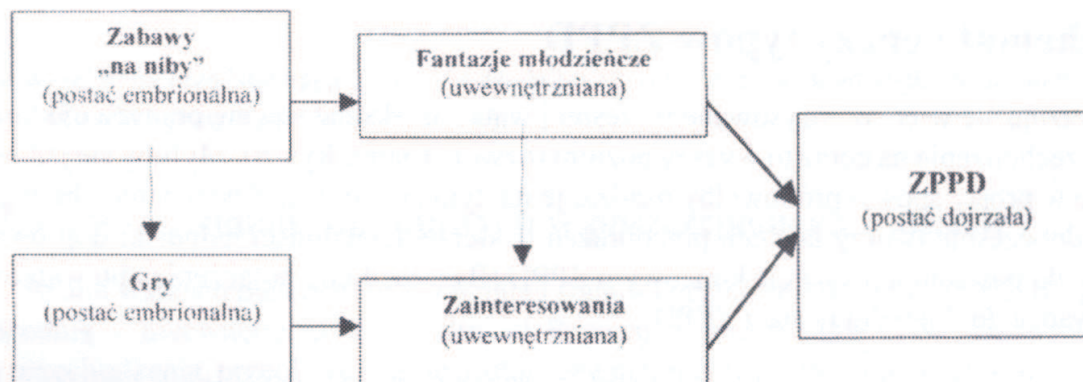 Zabawy
„na niby”
(postać embrionalna)
Fantazje młodzieńcze
(uwewnętrzniana)
ZPPD
(postać dojrzała)
Gry
(postać embrionalna)
Zainteresowania
(uwewnętrzniana)